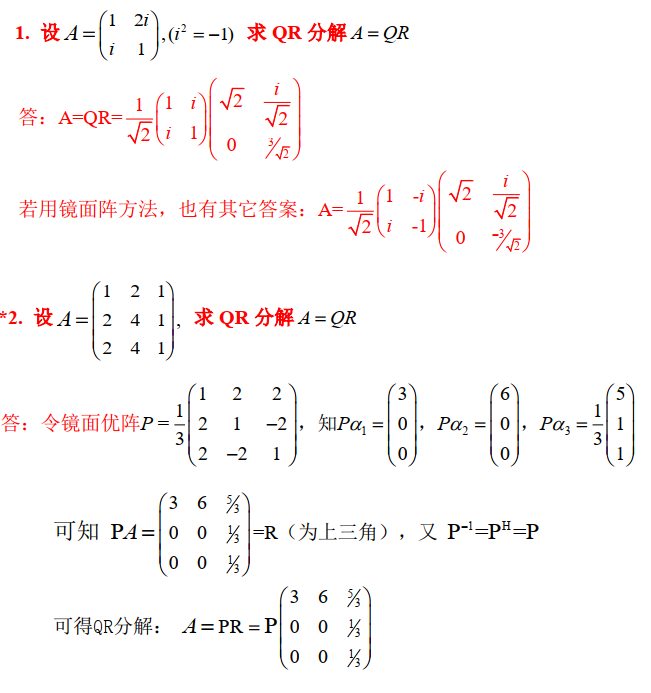 1. 设 A = \begin{pmatrix} 1 & 2i \\ i & 1 \end{pmatrix}, (i² = −1) 求 QR 分解 A = QR
答：A=QR= \frac{1}{\sqrt{2}} \begin{pmatrix} 1 & i \\ i & 1 \end{pmatrix} \begin{pmatrix} \sqrt{2} & \frac{i}{\sqrt{2}} \\ 0 & 3/\sqrt{2} \end{pmatrix}
若用镜面阵方法，也有其它答案：A= \frac{1}{\sqrt{2}} \begin{pmatrix} 1 & -i \\ i & -1 \end{pmatrix} \begin{pmatrix} \sqrt{2} & \frac{i}{\sqrt{2}} \\ 0 & -3/\sqrt{2} \end{pmatrix}
*2. 设 A = \begin{pmatrix} 1 & 2 & 1 \\ 2 & 4 & 1 \\ 2 & 4 & 1 \end{pmatrix}, 求 QR 分解 A = QR
答：令镜面优阵P = \frac{1}{3} \begin{pmatrix} 1 & 2 & 2 \\ 2 & 1 & -2 \\ 2 & -2 & 1 \end{pmatrix}，知Pα₁ = \begin{pmatrix} 3 \\ 0 \\ 0 \end{pmatrix}，Pα₂ = \begin{pmatrix} 6 \\ 0 \\ 0 \end{pmatrix}，Pα₃ = \frac{1}{3} \begin{pmatrix} 5 \\ 1 \\ 1 \end{pmatrix}
可知 PA= \begin{pmatrix} 3 & 6 & 5/3 \\ 0 & 0 & 1/3 \\ 0 & 0 & 1/3 \end{pmatrix} =R（为上三角），又 P⁻¹=Pᴴ=P
可得QR分解： A = PR = P \begin{pmatrix} 3 & 6 & 5/3 \\ 0 & 0 & 1/3 \\ 0 & 0 & 1/3 \end{pmatrix}